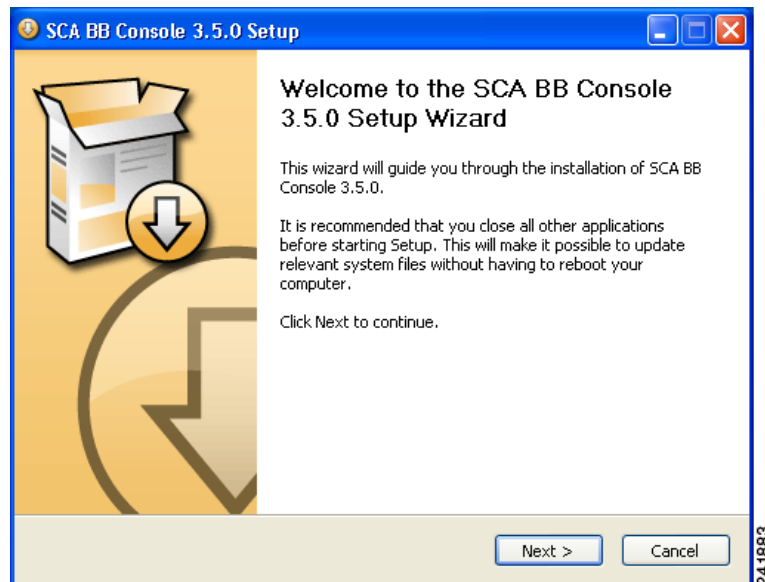 SCA BB Console 3.5.0 Setup
Welcome to the SCA BB Console
3.5.0 Setup Wizard
This wizard will guide you through the installation of SCA BB
Console 3.5.0.
It is recommended that you close all other applications
before starting Setup. This will make it possible to update
relevant system files without having to reboot your
computer.
Click Next to continue.
Next >
Cancel
241883